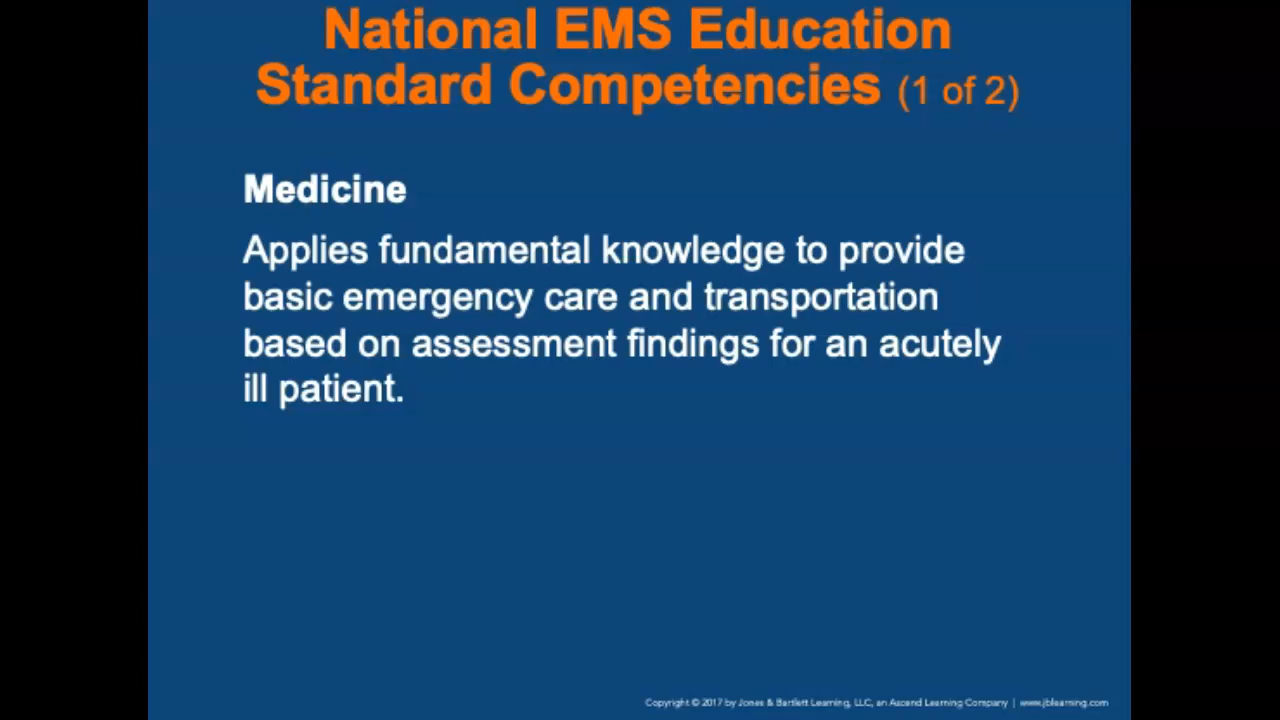 National EMS Education
Standard Competencies (1 of 2)
Medicine
Applies fundamental knowledge to provide
basic emergency care and transportation
based on assessment findings for an acutely
ill patient.
Copyright © 2017 by Jones & Bartlett Learning, LLC, an Ascend Learning Company | www.jblearning.com